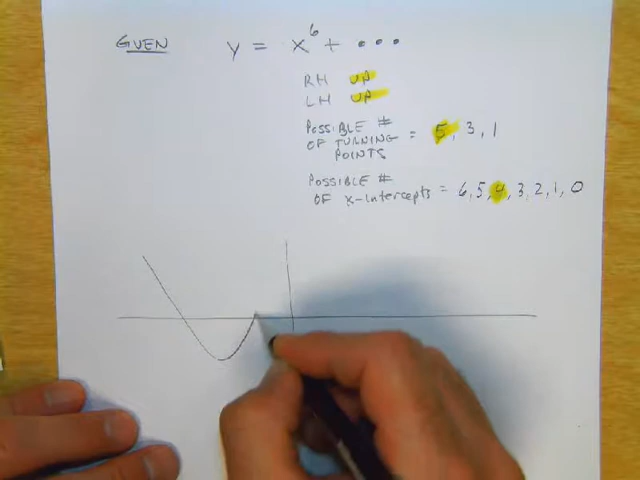 GIVEN y = x⁶ + •••
RH UP
LH UP
POSSIBLE #
OF TURNING = 5, 3, 1
POINTS
POSSIBLE #
OF x-intercepts = 6, 5, 4, 3, 2, 1, 0